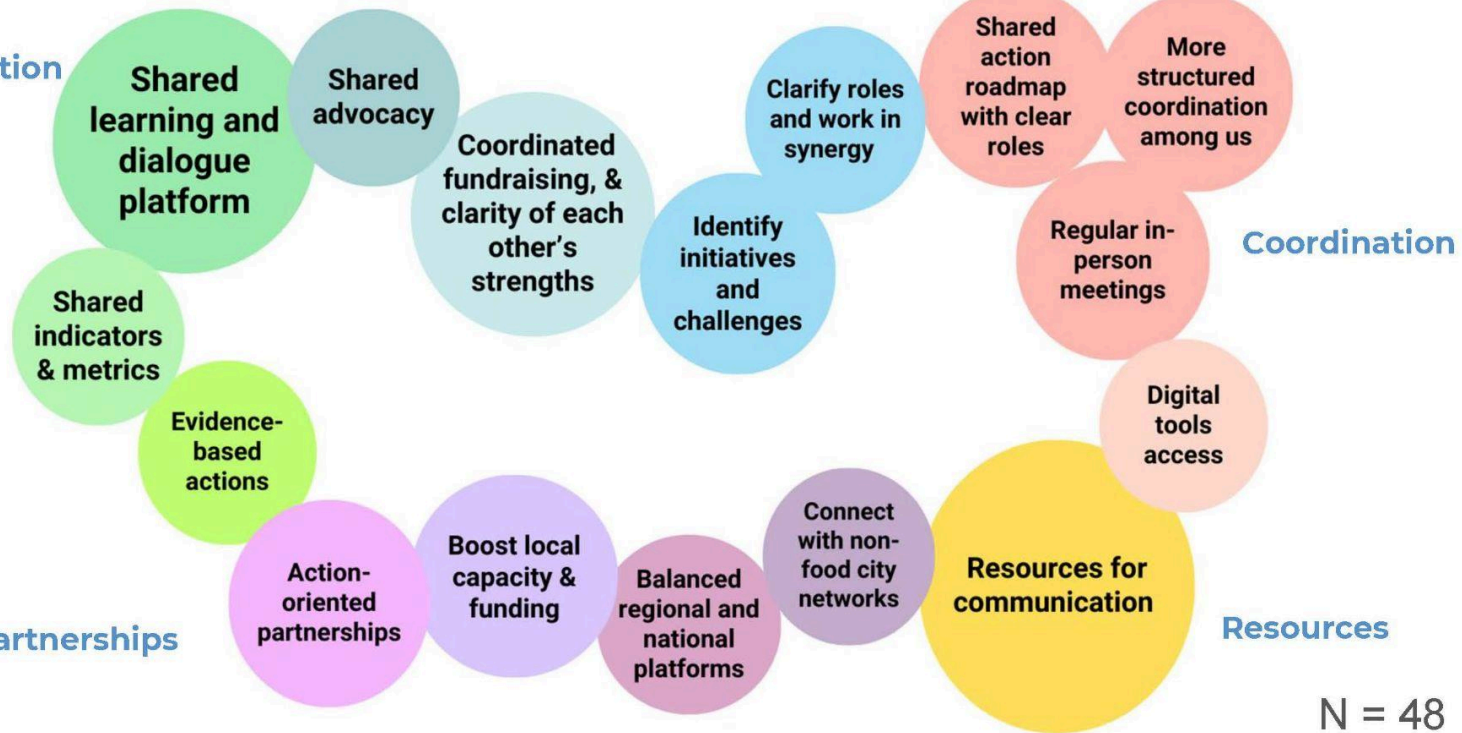 tion
Shared
learning and
dialogue
platform
Shared
advocacy
Coordinated
fundraising, &
clarity of each
other's
strengths
Identify
initiatives
and
challenges
Clarify roles
and work in
synergy
Shared
action
roadmap
with clear
roles
More
structured
coordination
among us
Regular in-
person
meetings
Coordination
Digital
tools
access
Shared
indicators
& metrics
Evidence-
based
actions
Action-
oriented
partnerships
Boost local
capacity &
funding
Balanced
regional and
national
platforms
Connect
with non-
food city
networks
Resources for
communication
artnerships
Resources
N = 48